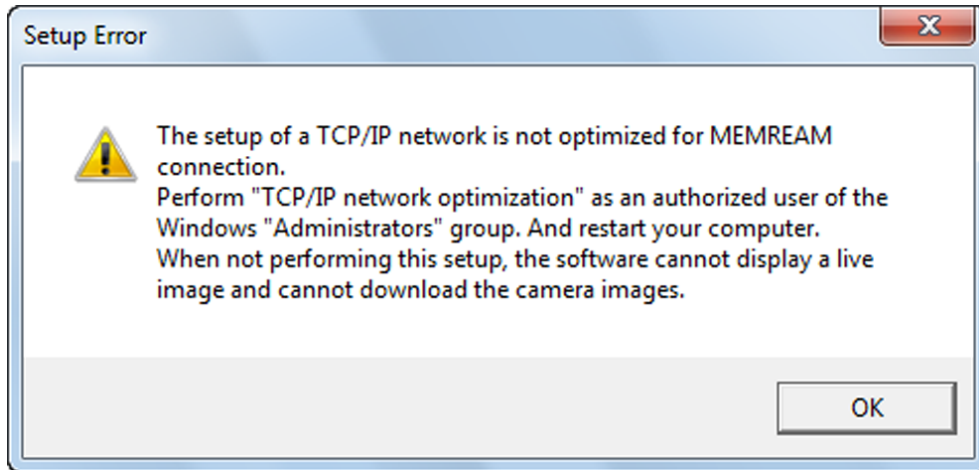 Setup Error
The setup of a TCP/IP network is not optimized for MEMREAM
connection.
Perform "TCP/IP network optimization" as an authorized user of the
Windows "Administrators" group. And restart your computer.
When not performing this setup, the software cannot display a live
image and cannot download the camera images.
OK